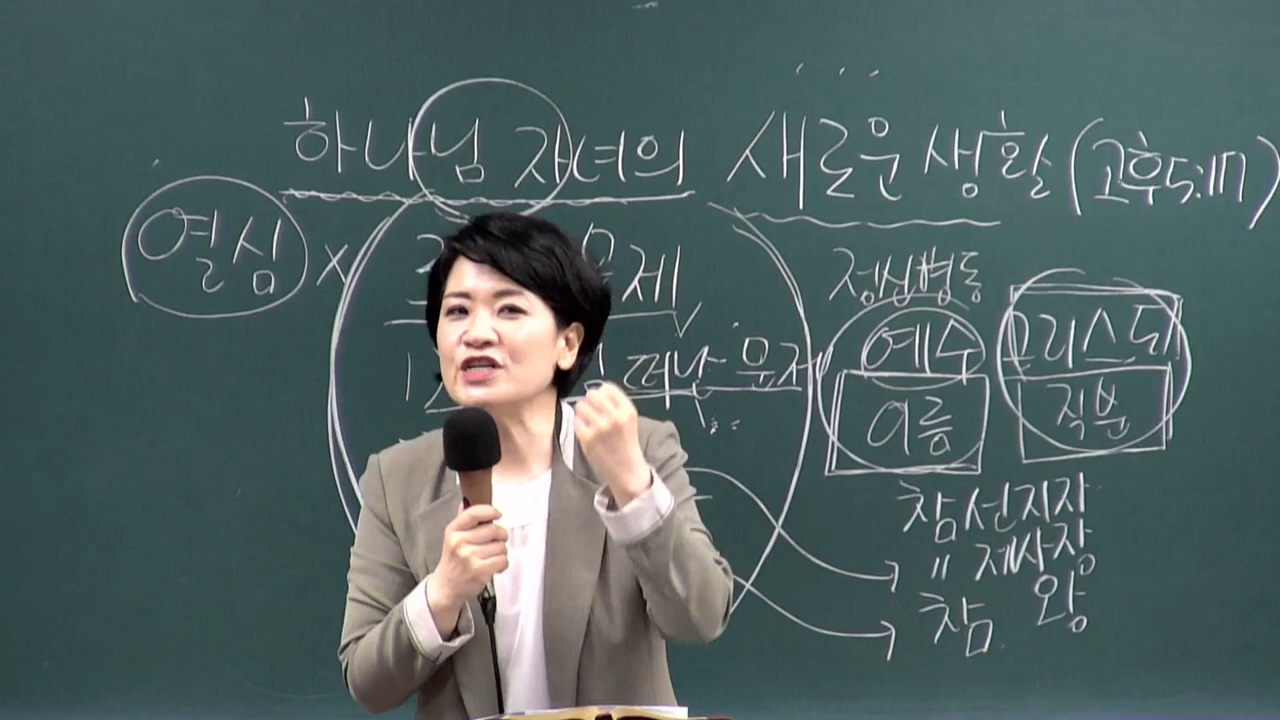 하나님 자녀의 새로운 생활 (고후5:17)
열심 X
문제
정신병동
떠난 문제
예수 그리스도
이름 직분
참 선지자
" 제사장
참 왕